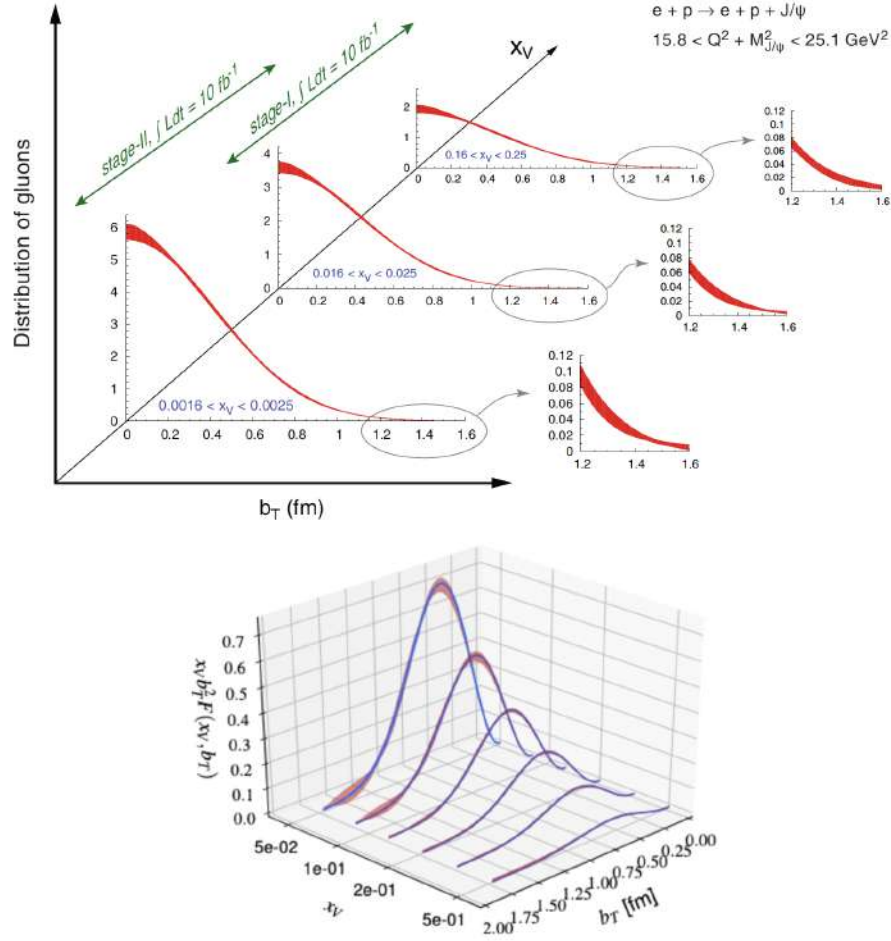 e + p → e + p + J/ψ
15.8 < Q² + M²J/ψ < 25.1 GeV²
xV
stage-II, ∫ Ldt = 10 fb⁻¹
stage-I, ∫ Ldt = 10 fb⁻¹
Distribution of gluons
2
1
0
0.16 < xV < 0.25
0 0.2 0.4 0.6 0.8 1 1.2 1.4 1.6
0.12
0.1
0.08
0.06
0.04
0.02
0
1.2 1.4 1.6
4
3
2
1
0
0.016 < xV < 0.025
0 0.2 0.4 0.6 0.8 1 1.2 1.4 1.6
0.12
0.1
0.08
0.06
0.04
0.02
0
1.2 1.4 1.6
6
5
4
3
2
1
0
0.0016 < xV < 0.0025
0 0.2 0.4 0.6 0.8 1 1.2 1.4 1.6
0.12
0.1
0.08
0.06
0.04
0.02
0
1.2 1.4 1.6
bT (fm)
xV bT² F(xV, bT)
0.7
0.6
0.5
0.4
0.3
0.2
0.1
0.0
5e-02
1e-01
2e-01
5e-01
xV
2.00 1.75 1.50 1.25 1.00 0.75 0.50 0.25 0.00
bT [fm]